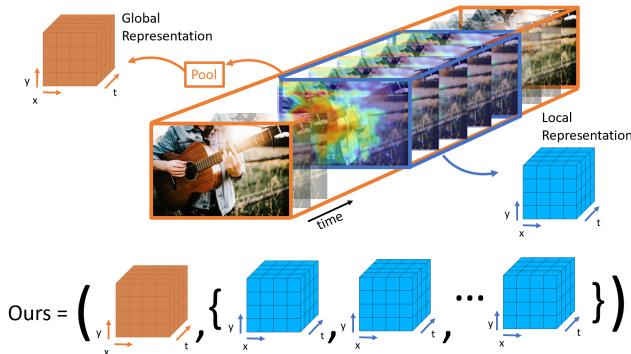 Global
Representation
Pool
y
x
t
time
Local
Representation
y
x
t
Ours = ( , { , , ... } )
y
x
t
y
x
t
y
x
t
y
x
t